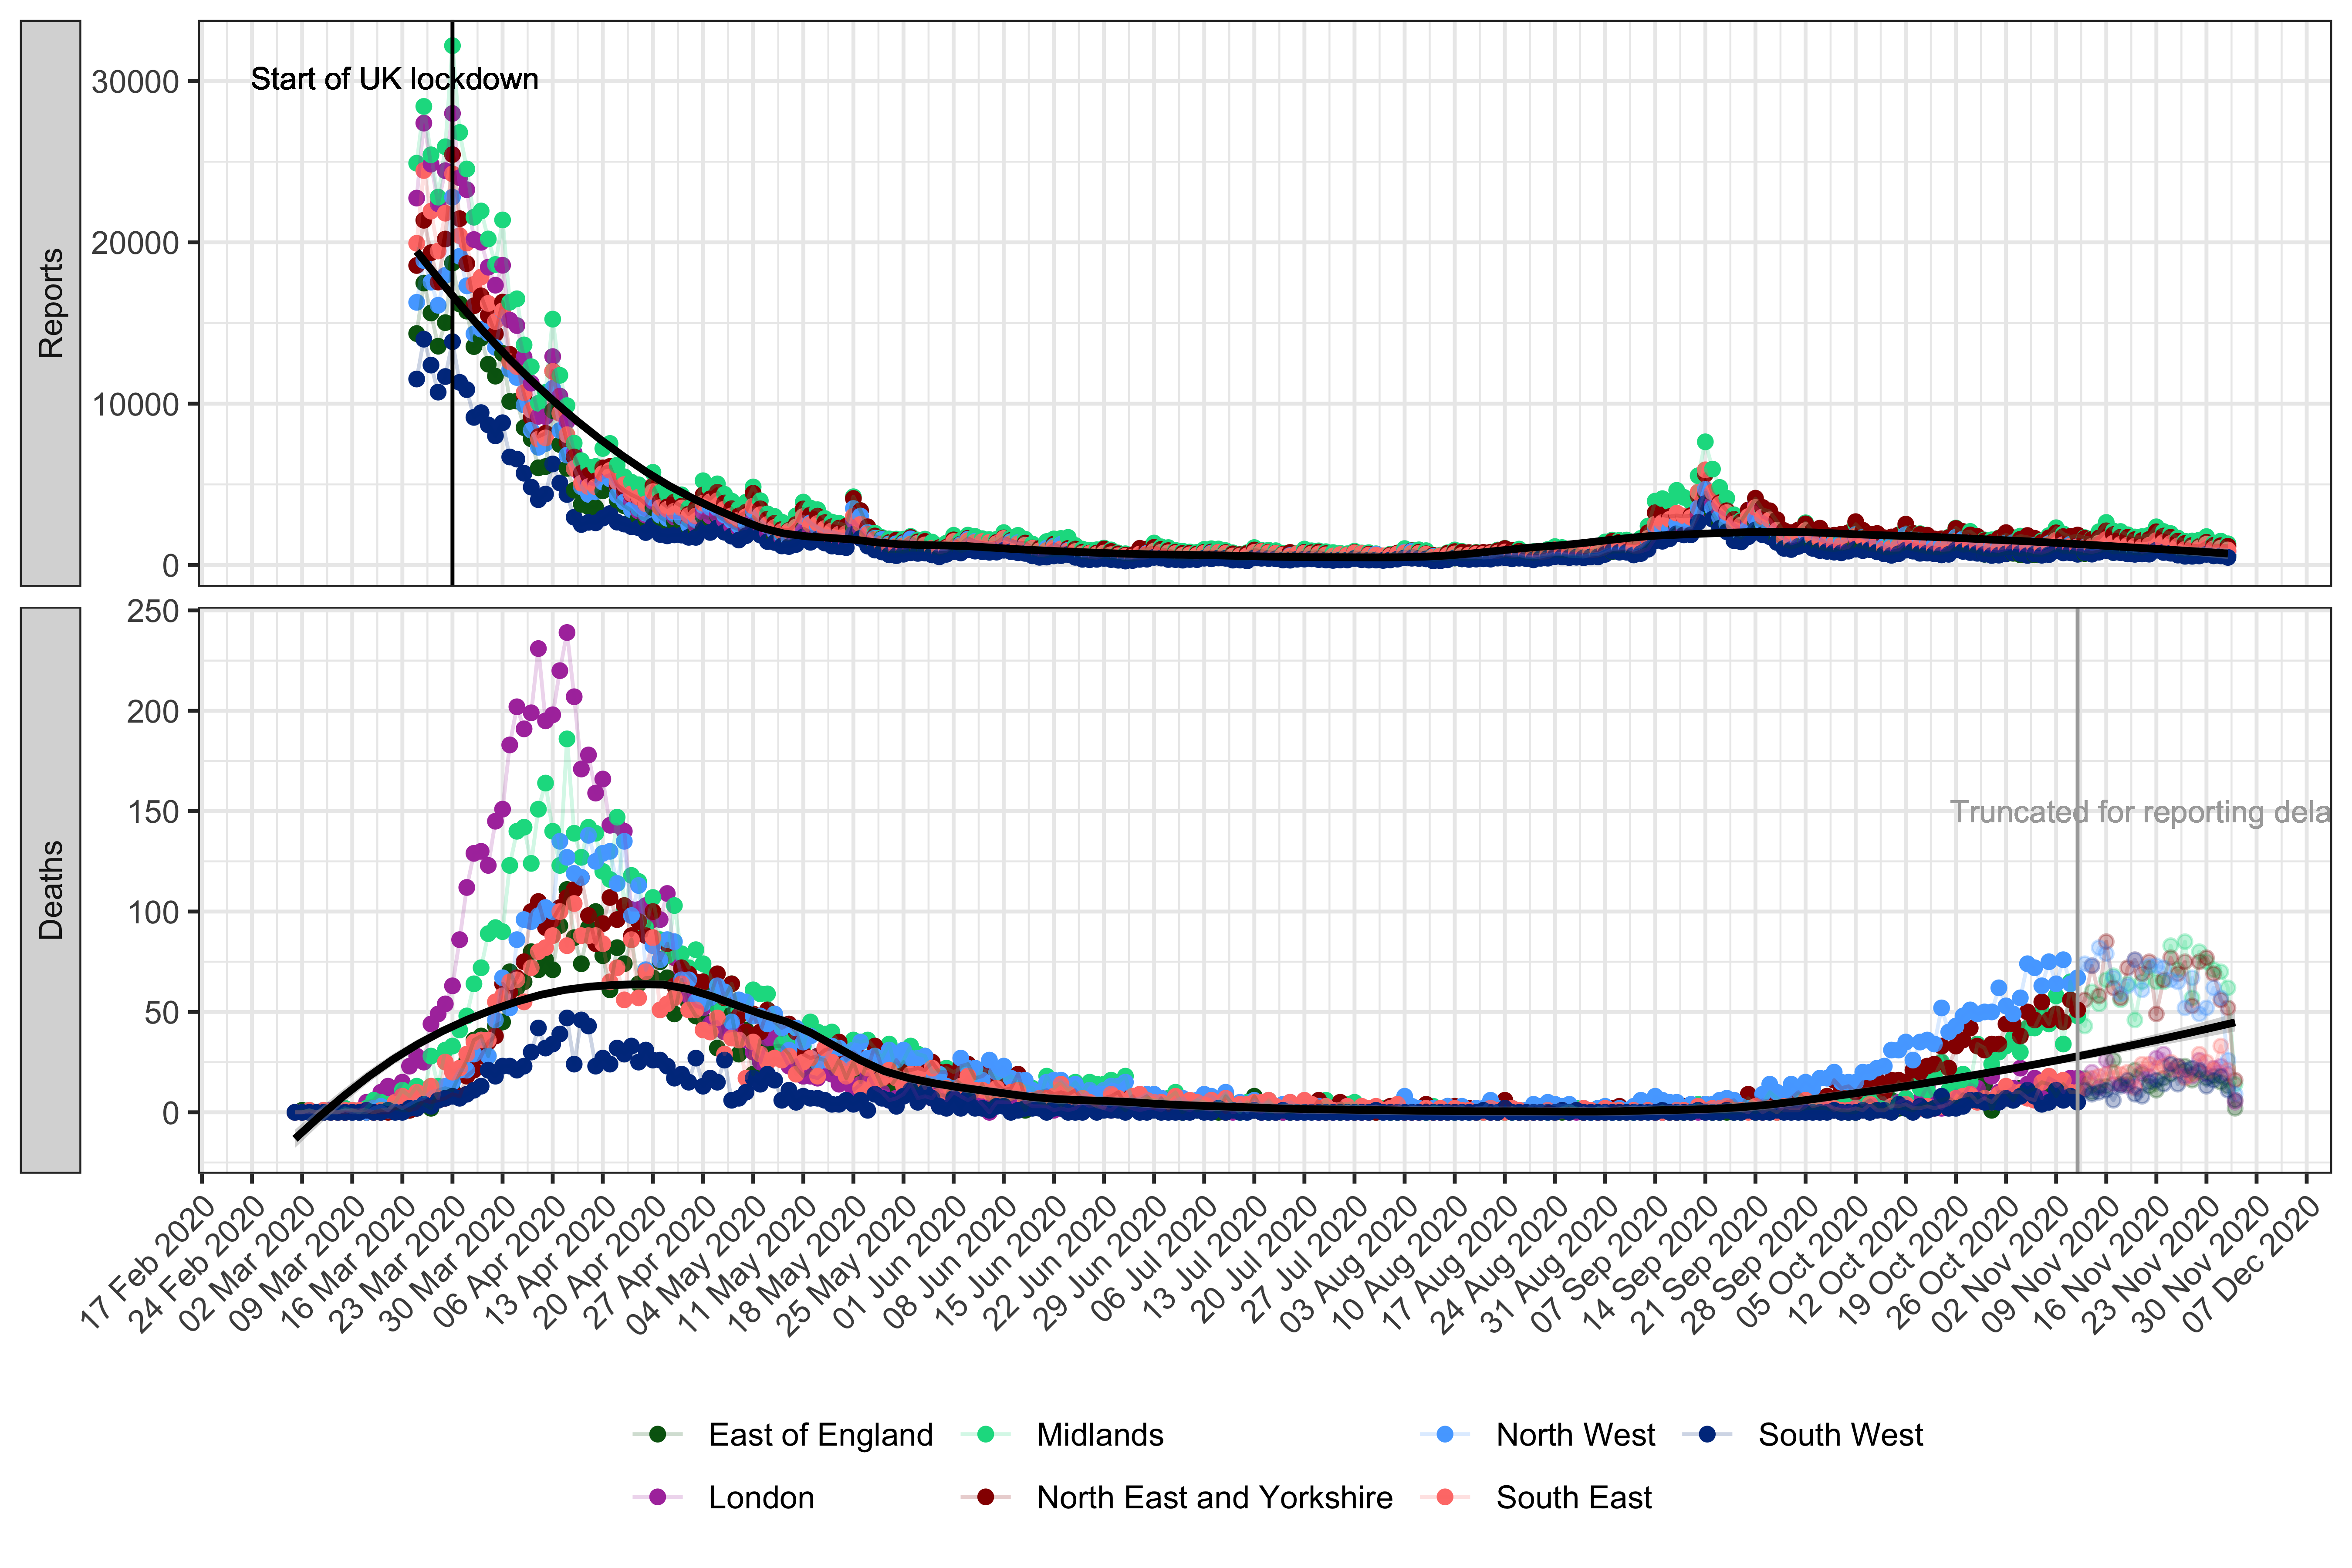 Reports
30000
20000
10000
0
Start of UK lockdown
Deaths
250
200
150
100
50
0
Truncated for reporting dela
17 Feb 2020
24 Feb 2020
02 Mar 2020
09 Mar 2020
16 Mar 2020
23 Mar 2020
30 Mar 2020
06 Apr 2020
13 Apr 2020
20 Apr 2020
27 Apr 2020
04 May 2020
11 May 2020
18 May 2020
25 May 2020
01 Jun 2020
08 Jun 2020
15 Jun 2020
22 Jun 2020
29 Jun 2020
06 Jul 2020
13 Jul 2020
20 Jul 2020
27 Jul 2020
03 Aug 2020
10 Aug 2020
17 Aug 2020
24 Aug 2020
31 Aug 2020
07 Sep 2020
14 Sep 2020
21 Sep 2020
28 Sep 2020
05 Oct 2020
12 Oct 2020
19 Oct 2020
26 Oct 2020
02 Nov 2020
09 Nov 2020
16 Nov 2020
23 Nov 2020
30 Nov 2020
07 Dec 2020
East of England
Midlands
North West
South West
London
North East and Yorkshire
South East